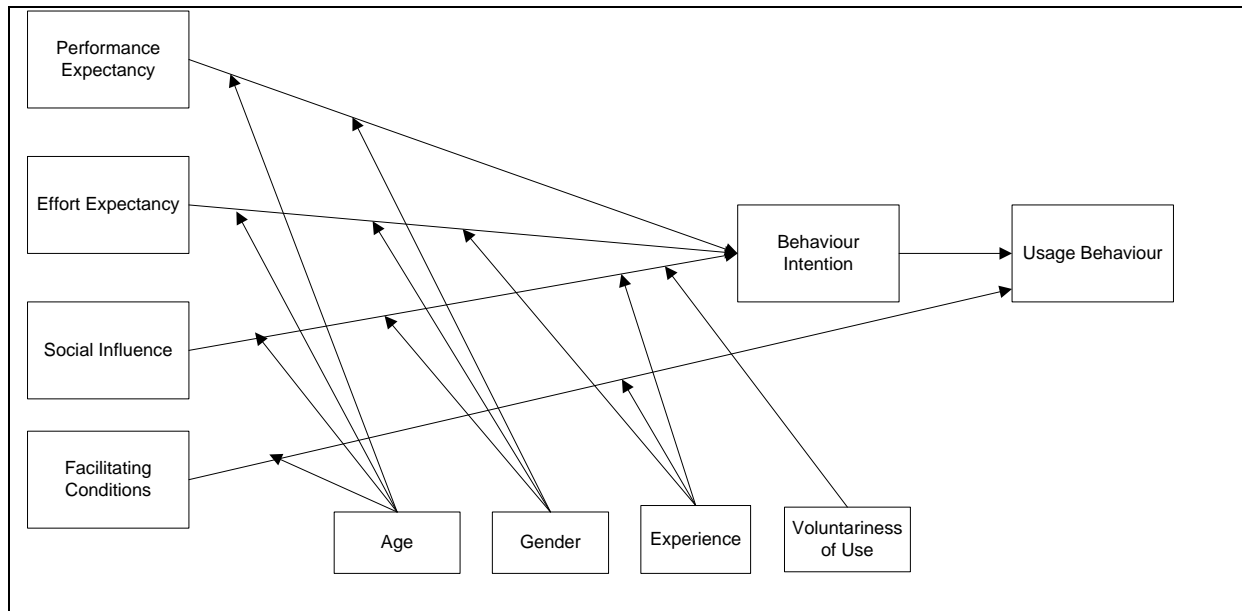 Performance
Expectancy
Effort Expectancy
Behaviour
Intention
Usage Behaviour
Social Influence
Facilitating
Conditions
Age
Gender
Experience
Voluntariness
of Use